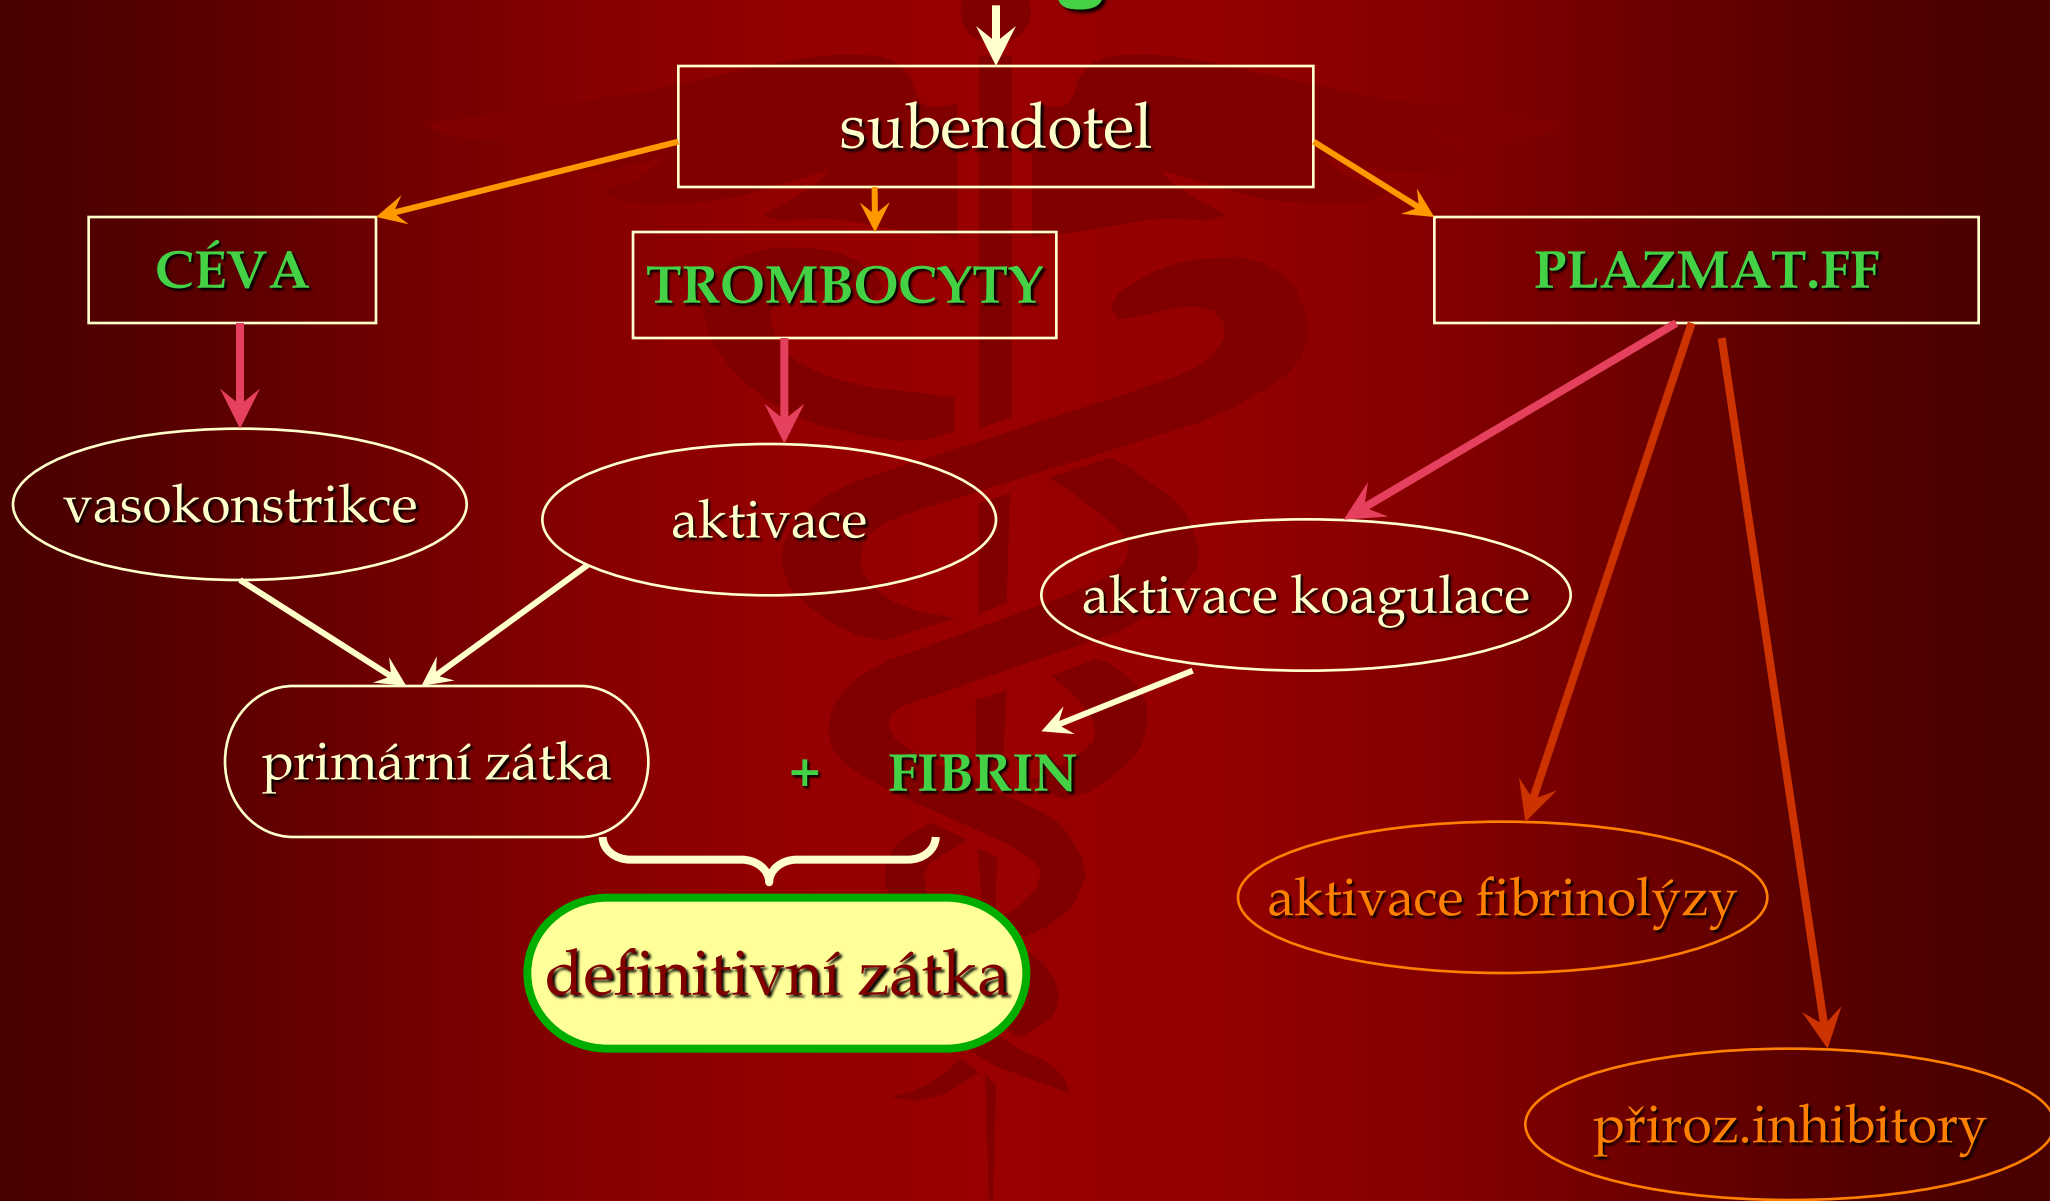 subendotel
CÉVA
TROMBOCYTY
PLAZMAT.FF
vasokonstrikce
aktivace
aktivace koagulace
primární zátka
+ FIBRIN
aktivace fibrinolýzy
definitivní zátka
přiroz.inhibitory